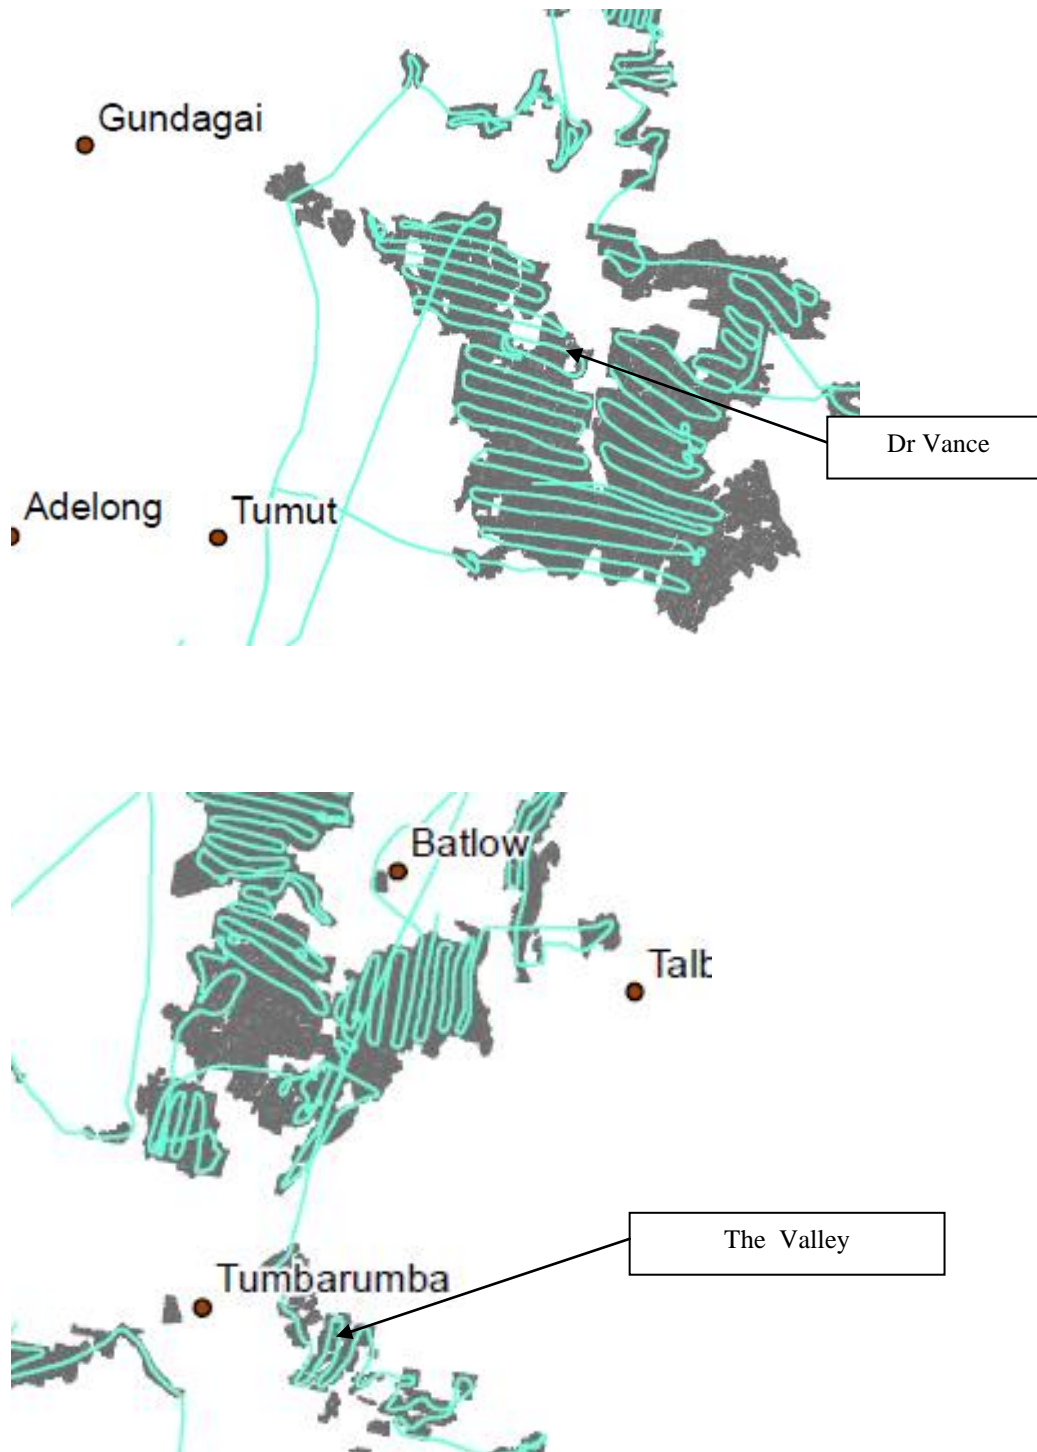 Gundagai
Dr Vance
Adelong
Tumut
Batlow
Talb
The Valley
Tumbarumba